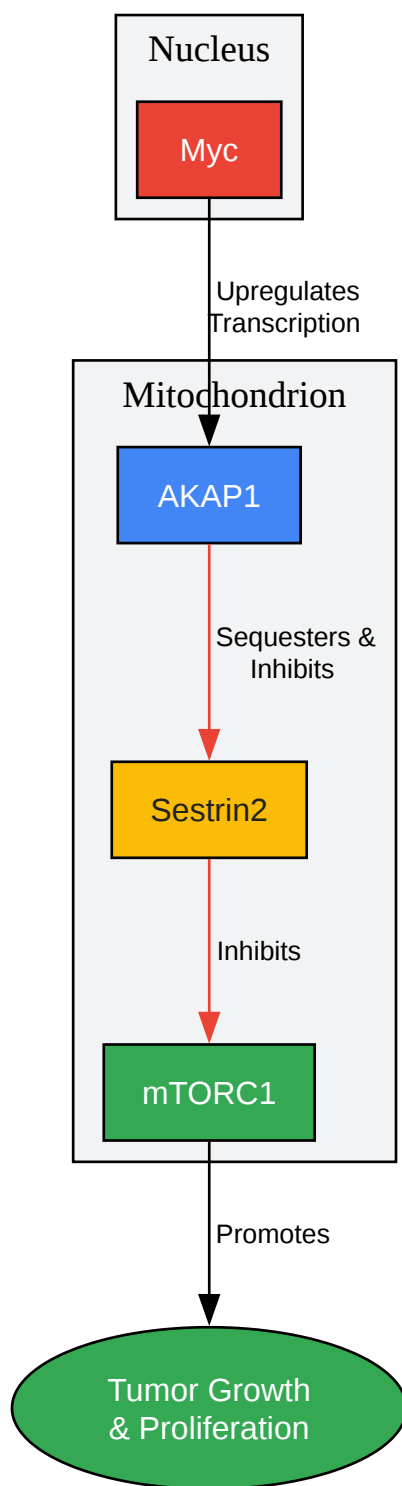 Nucleus
Myc
Upregulates
Transcription
Mitochondrion
AKAP1
Sequesters &
Inhibits
Sestrin2
Inhibits
mTORC1
Promotes
Tumor Growth
& Proliferation